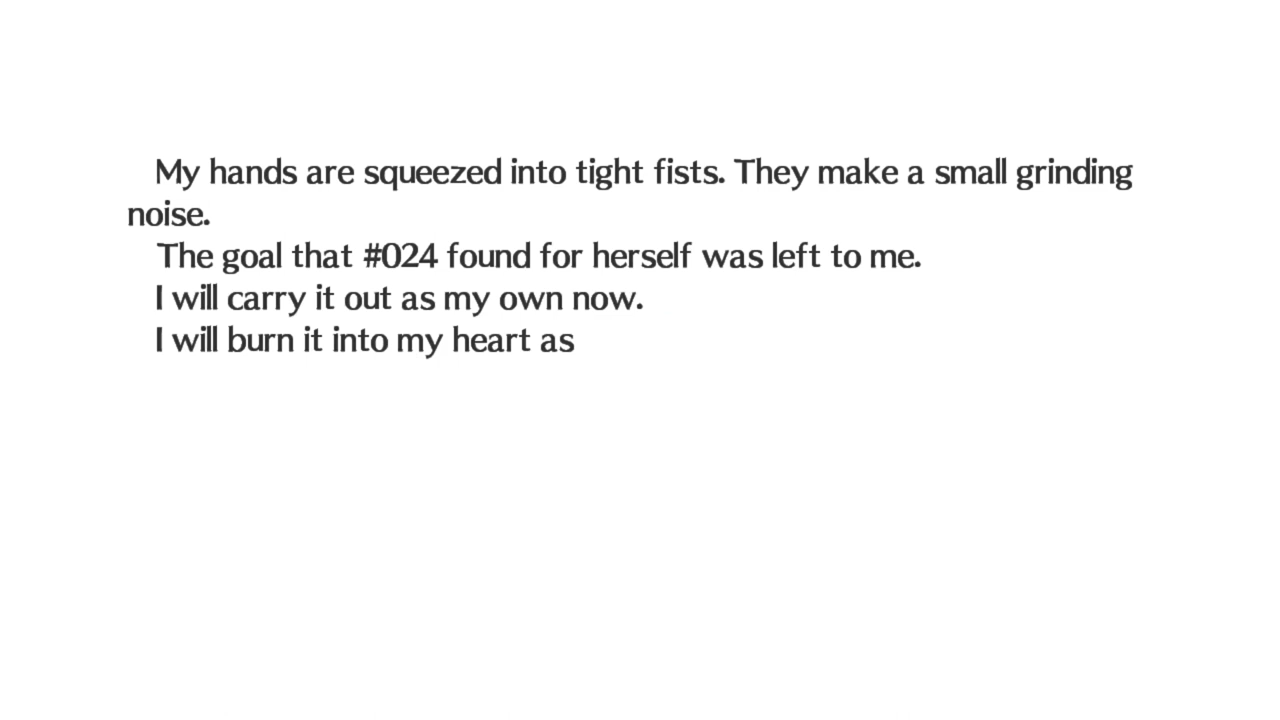 My hands are squeezed into tight fists. They make a small grinding
noise.
The goal that #024 found for herself was left to me.
I will carry it out as my own now.
I will burn it into my heart as